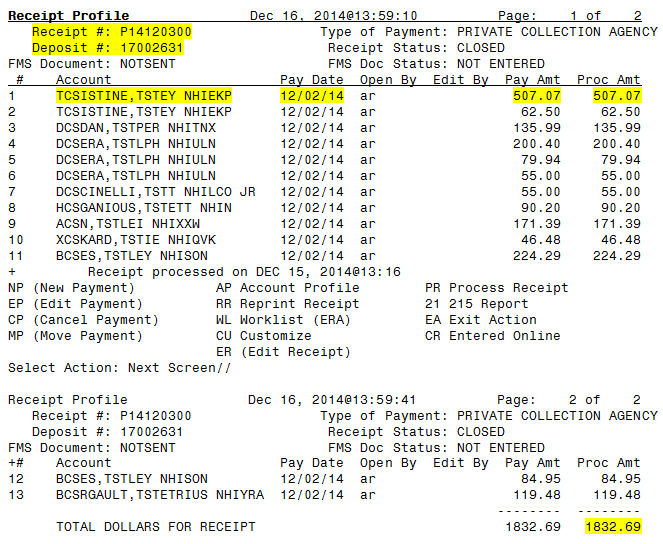 Receipt Profile Dec 16, 2014@13:59:10 Page: 1 of 2
Receipt #: P14120300 Type of Payment: PRIVATE COLLECTION AGENCY
Deposit #: 17002631 Receipt Status: CLOSED
FMS Document: NOTSENT FMS Doc Status: NOT ENTERED
# Account Pay Date Open By Edit By Pay Amt Proc Amt
1 TCSISTINE,TSTEY NHIEKP 12/02/14 ar 507.07 507.07
2 TCSISTINE,TSTEY NHIEKP 12/02/14 ar 62.50 62.50
3 DCSDAN,TSTPER NHITNX 12/02/14 ar 135.99 135.99
4 DCSERA,TSTLPH NHIULN 12/02/14 ar 200.40 200.40
5 DCSERA,TSTLPH NHIULN 12/02/14 ar 79.94 79.94
6 DCSERA,TSTLPH NHIULN 12/02/14 ar 55.00 55.00
7 DCSCINELLI,TSTT NHILCO JR 12/02/14 ar 55.00 55.00
8 HCSGANIOUS,TSTETT NHIN 12/02/14 ar 90.20 90.20
9 ACSN,TSTLEI NHIXXW 12/02/14 ar 171.39 171.39
10 XCSKARD,TSTIE NHIQVK 12/02/14 ar 46.48 46.48
11 BCSES,TSTLEY NHISON 12/02/14 ar 224.29 224.29
+ Receipt processed on DEC 15, 2014@13:16
NP (New Payment) AP Account Profile PR Process Receipt
EP (Edit Payment) RR Reprint Receipt 21 215 Report
CP (Cancel Payment) WL Worklist (ERA) EA Exit Action
MP (Move Payment) CU Customize CR Entered Online
ER (Edit Receipt)
Select Action: Next Screen//
Receipt Profile Dec 16, 2014@13:59:41 Page: 2 of 2
Receipt #: P14120300 Type of Payment: PRIVATE COLLECTION AGENCY
Deposit #: 17002631 Receipt Status: CLOSED
FMS Document: NOTSENT FMS Doc Status: NOT ENTERED
+# Account Pay Date Open By Edit By Pay Amt Proc Amt
12 BCSES,TSTLEY NHISON 12/02/14 ar 84.95 84.95
13 BCSRGAULT,TSTETRIUS NHIYRA 12/02/14 ar 119.48 119.48
-------- --------
TOTAL DOLLARS FOR RECEIPT 1832.69 1832.69